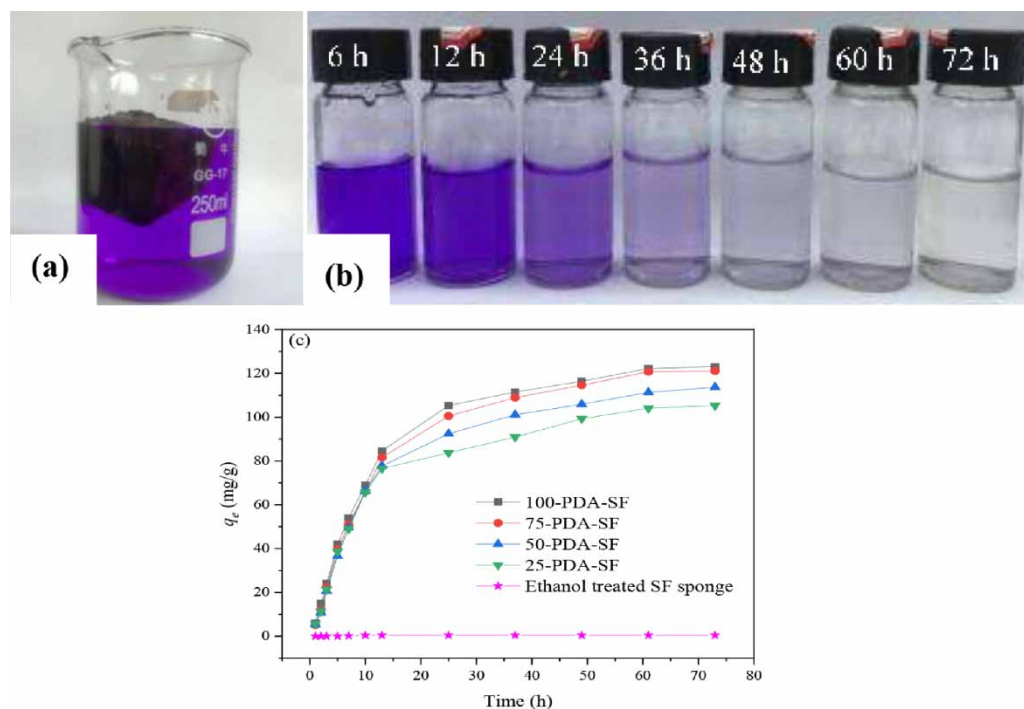 GG-17
250ml
(a)
6 h 12 h 24 h 36 h 48 h 60 h 72 h
(b)
(c)
140
120
100
80
60
40
20
0
q_e (mg/g)
100-PDA-SF
75-PDA-SF
50-PDA-SF
25-PDA-SF
Ethanol treated SF sponge
0 10 20 30 40 50 60 70 80
Time (h)